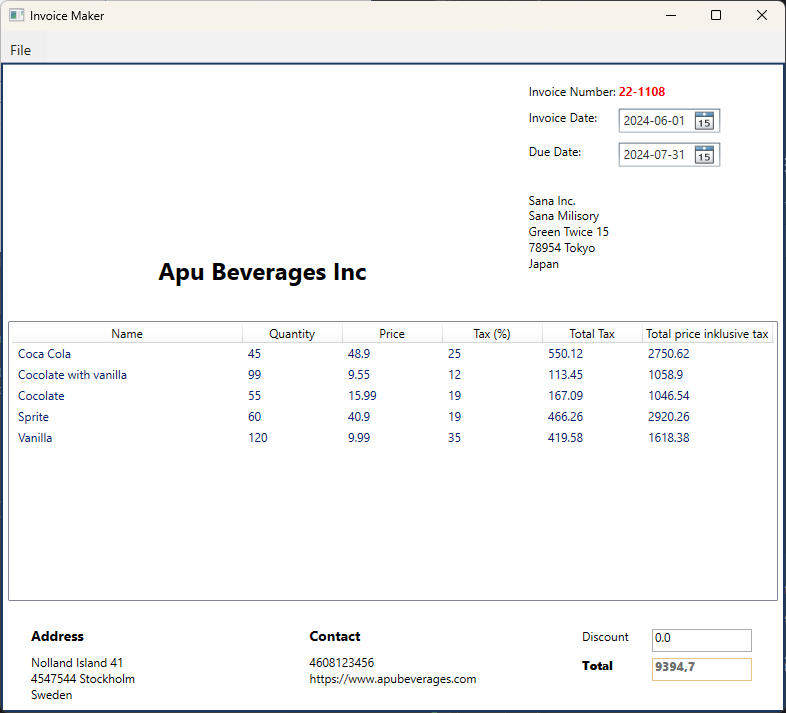 Invoice Maker
File
Invoice Number: 22-1108
Invoice Date: 2024-06-01 15
Due Date: 2024-07-31 15
Sana Inc.
Sana Milisory
Green Twice 15
78954 Tokyo
Japan
Apu Beverages Inc
Name Quantity Price Tax (%) Total Tax Total price inklusive tax
Coca Cola 45 48.9 25 550.12 2750.62
Cocolate with vanilla 99 9.55 12 113.45 1058.9
Cocolate 55 15.99 19 167.09 1046.54
Sprite 60 40.9 19 466.26 2920.26
Vanilla 120 9.99 35 419.58 1618.38
Address Contact Discount 0.0
Nolland Island 41 4608123456 Total 9394,7
4547544 Stockholm https://www.apubeverages.com
Sweden